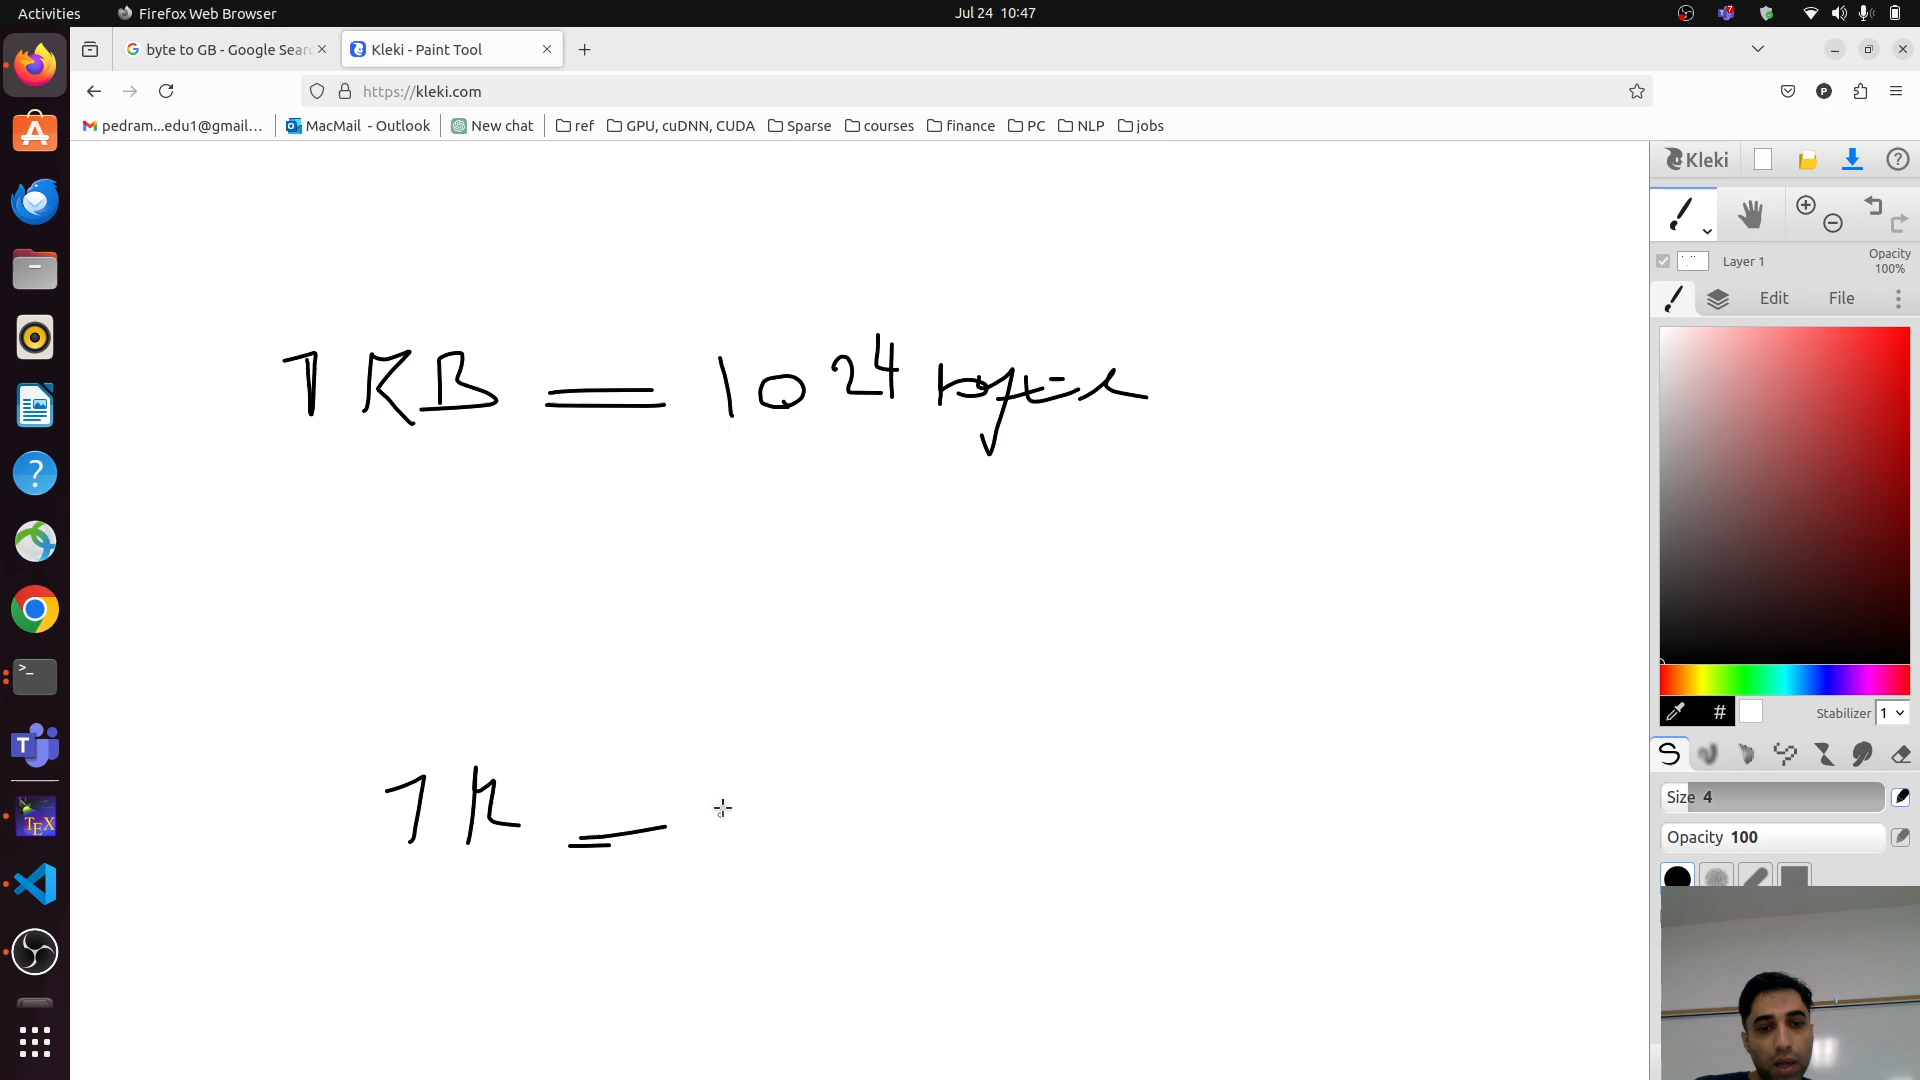 Activities Firefox Web Browser Jul 24 10:47
byte to GB - Google Sear Kleki - Paint Tool
https://kleki.com
pedram...edu1@gmail... MacMail - Outlook New chat ref GPU, cuDNN, CUDA Sparse courses finance PC NLP jobs
Kleki
Layer 1 Opacity 100%
Edit File
1 KB = 1024 byte
# Stabilizer 1
Size 4
Opacity 100
1 K =